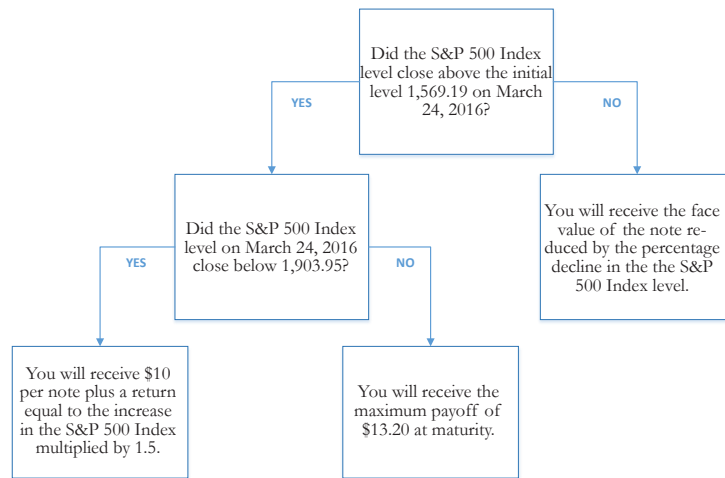 Did the S&P 500 Index
level close above the initial
level 1,569.19 on March
24, 2016?
YES
NO
Did the S&P 500 Index
level on March 24, 2016
close below 1,903.95?
You will receive the face
value of the note re-
duced by the percentage
decline in the the S&P
500 Index level.
YES
NO
You will receive $10
per note plus a return
equal to the increase
in the S&P 500 Index
multiplied by 1.5.
You will receive the
maximum payoff of
$13.20 at maturity.